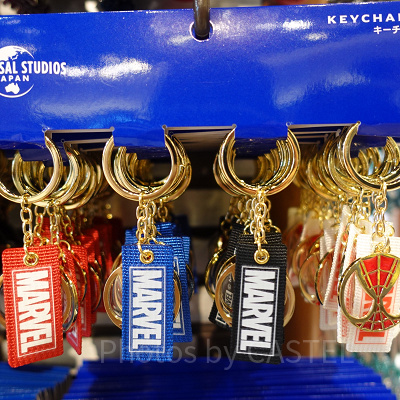 KEYCHA
キーチ
SAL STUDIOS
JAPAN
MARVEL
MARVEL
MARVEL
Photos by CASTEL